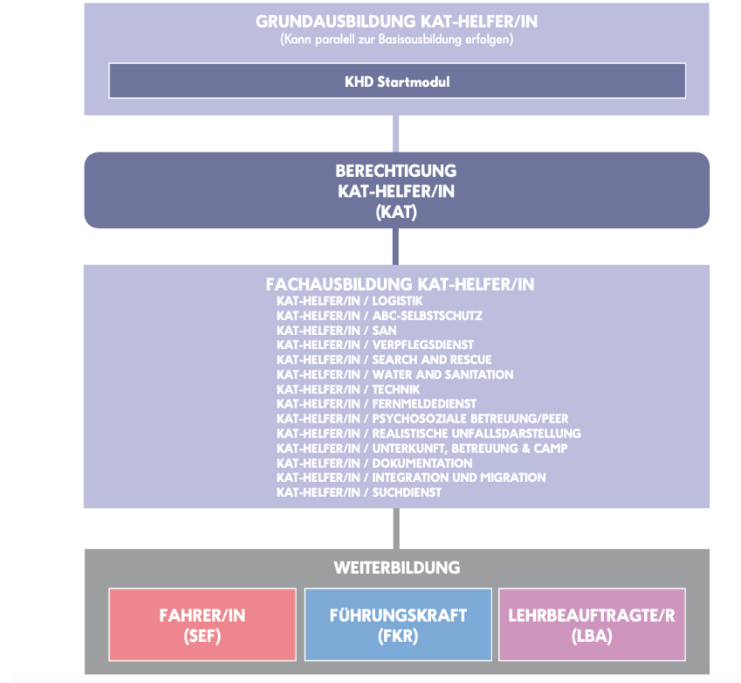 GRUNDAUSBILDUNG KAT-HELFER/IN
(Kann paralell zur Basisausbildung erfolgen)
KHD Startmodul
BERECHTIGUNG
KAT-HELFER/IN
(KAT)
FACHAUSBILDUNG KAT-HELFER/IN
KAT-HELFER/IN / LOGISTIK
KAT-HELFER/IN / ABC-SELBSTSCHUTZ
KAT-HELFER/IN / SAN
KAT-HELFER/IN / VERPFLEGSDIENST
KAT-HELFER/IN / SEARCH AND RESCUE
KAT-HELFER/IN / WATER AND SANITATION
KAT-HELFER/IN / TECHNIK
KAT-HELFER/IN / FERNMELDEDIENST
KAT-HELFER/IN / PSYCHOSOZIALE BETREUUNG/PEER
KAT-HELFER/IN / REALISTISCHE UNFALLSDARSTELLUNG
KAT-HELFER/IN / UNTERKUNFT, BETREUUNG & CAMP
KAT-HELFER/IN / DOKUMENTATION
KAT-HELFER/IN / INTEGRATION UND MIGRATION
KAT-HELFER/IN / SUCHDIENST
WEITERBILDUNG
FAHRER/IN
(SEF)
FÜHRUNGSKRAFT
(FKR)
LEHRBEAUFTRAGTE/R
(LBA)